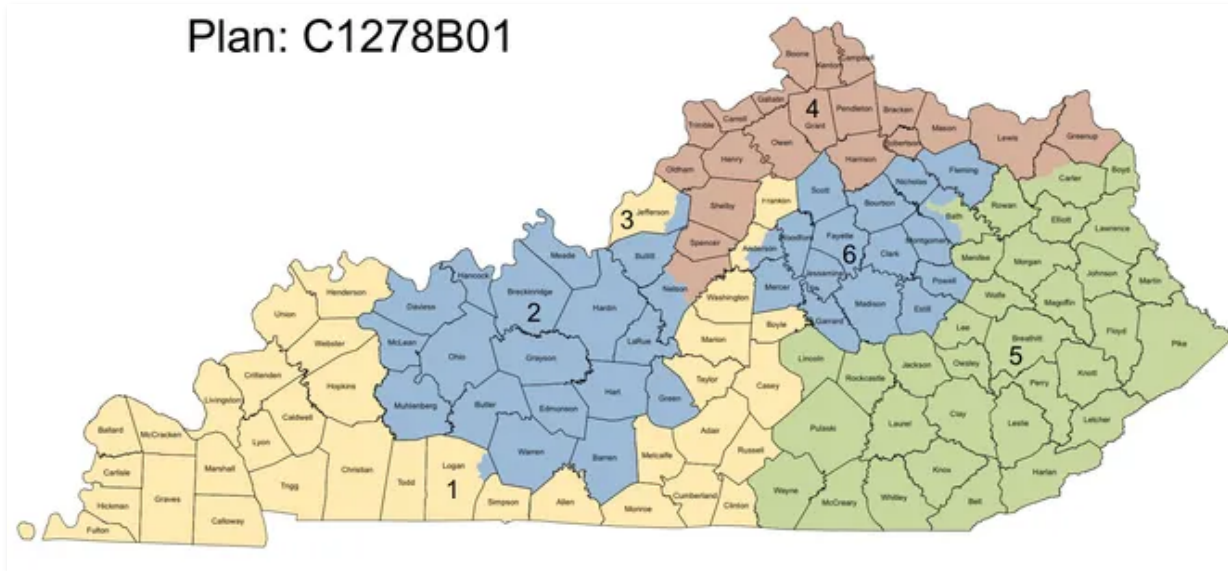 Plan: C1278B01
Boone
Kenton
Campbell
Gallatin
Carroll
Trimble
4
Grant
Pendleton
Bracken
Mason
Lewis
Greenup
Owen
Robertson
Henry
Harrison
Oldham
Shelby
Fleming
Nicholas
Carter
Boyd
Scott
Bourbon
Rowan
Franklin
3
Jefferson
Bath
Elliott
Lawrence
Spencer
Anderson
Woodford
Fayette
6
Clark
Montgomery
Menifee
Morgan
Bullitt
Meade
Hancock
Jessamine
Powell
Johnson
Martin
Nelson
Mercer
Washington
Madison
Estill
Wolfe
Magoffin
Henderson
Daviess
Breckinridge
2
Hardin
Union
Garrard
Boyle
Lee
Breathitt
Floyd
Pike
Webster
McLean
Ohio
Grayson
LaRue
Marion
5
Lincoln
Rockcastle
Jackson
Owsley
Knott
Perry
Crittenden
Hopkins
Livingston
Caldwell
Muhlenberg
Butler
Edmonson
Hart
Green
Taylor
Casey
Clay
Leslie
Letcher
Ballard
McCracken
Lyon
Adair
Pulaski
Laurel
Carlisle
Marshall
Warren
Barren
Metcalfe
Russell
Knox
Harlan
Logan
1
Todd
Christian
Trigg
Graves
Hickman
Fulton
Calloway
Simpson
Allen
Monroe
Cumberland
Clinton
Wayne
McCreary
Whitley
Bell